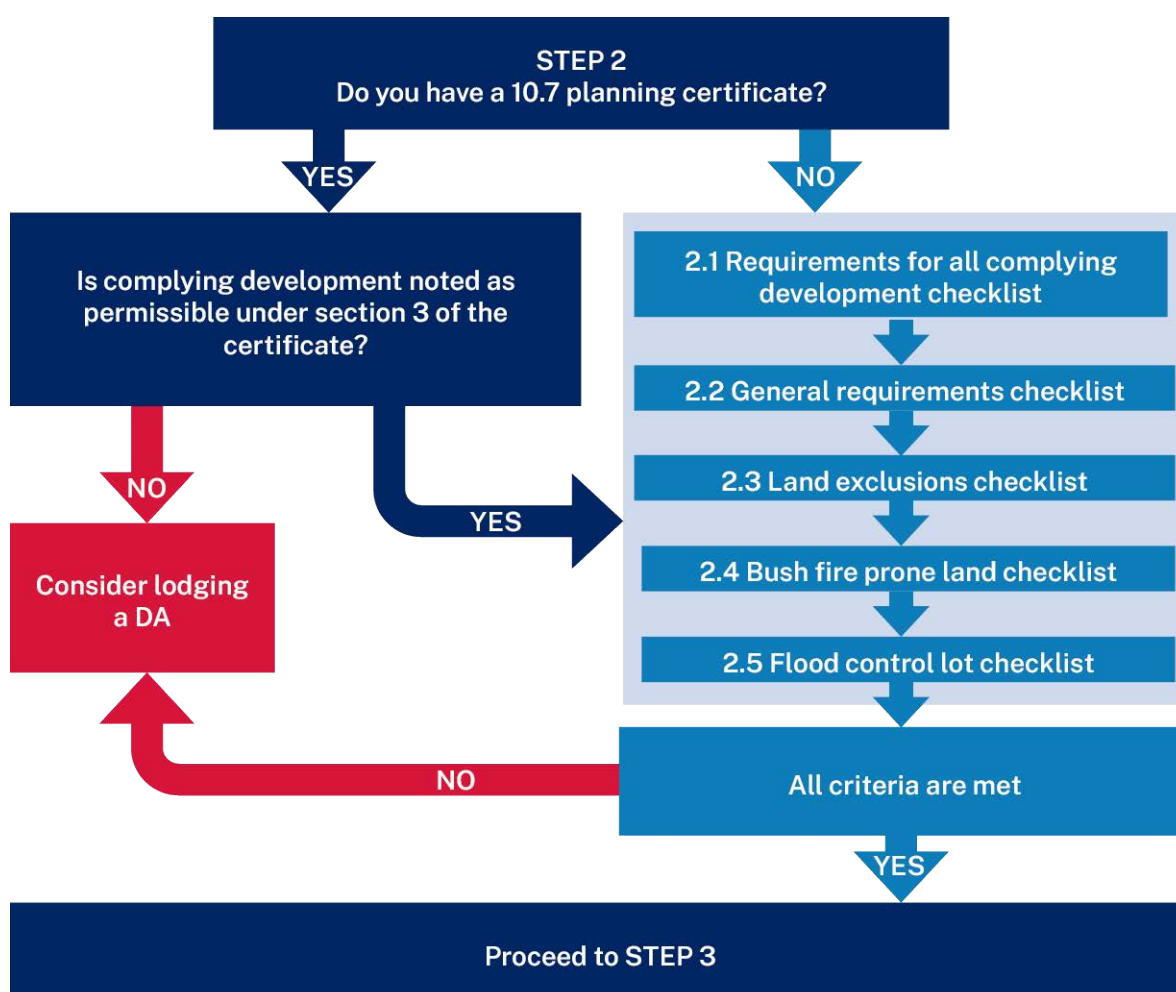 STEP 2
Do you have a 10.7 planning certificate?
YES
NO
Is complying development noted as
permissible under section 3 of the
certificate?
2.1 Requirements for all complying
development checklist
2.2 General requirements checklist
2.3 Land exclusions checklist
NO
YES
2.4 Bush fire prone land checklist
Consider lodging
a DA
2.5 Flood control lot checklist
NO
All criteria are met
YES
Proceed to STEP 3